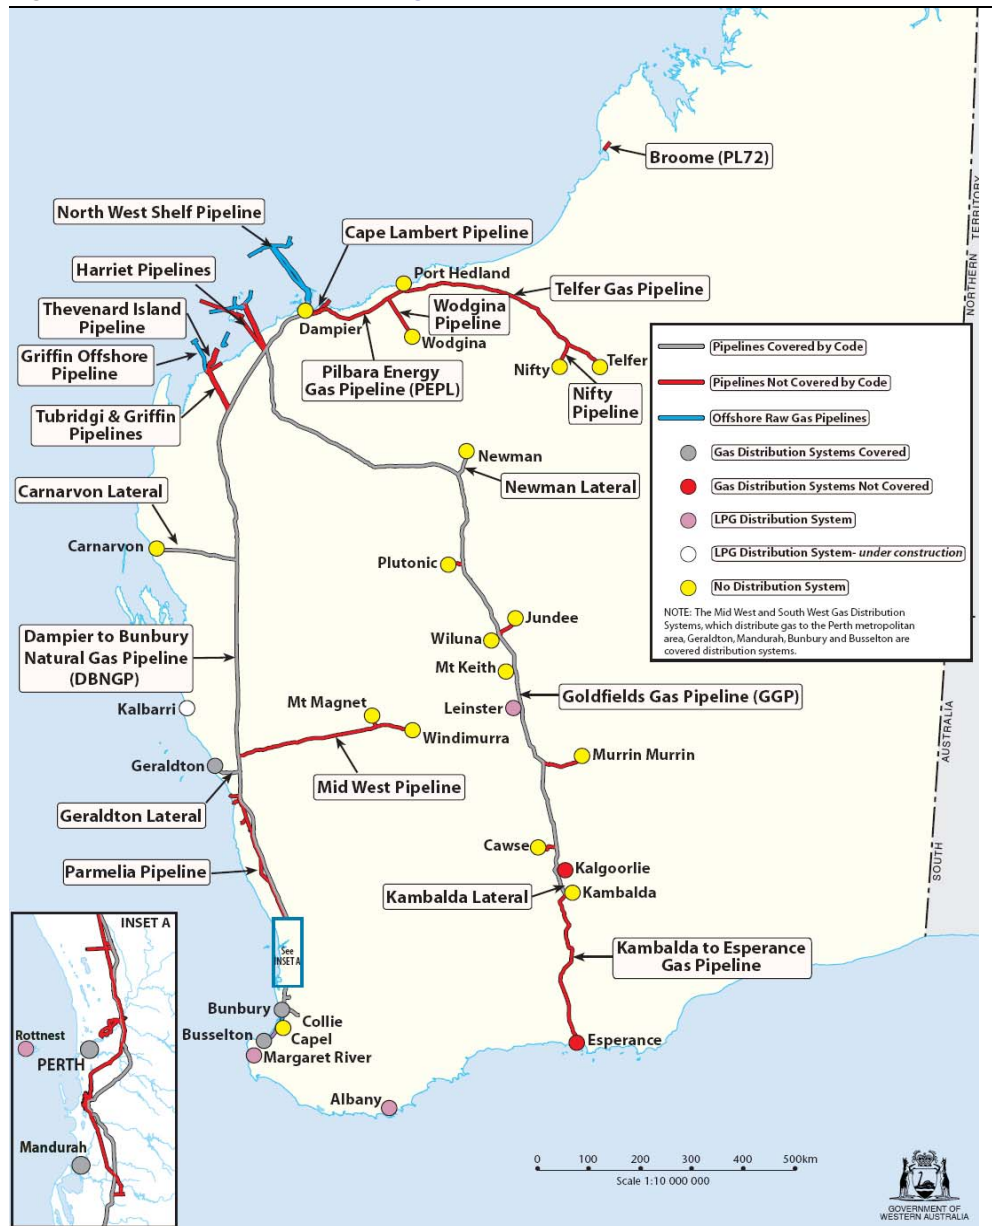 Broome (PL72)
North West Shelf Pipeline
Cape Lambert Pipeline
Harriet Pipelines
Port Hedland
Telfer Gas Pipeline
Thevenard Island
Pipeline
Dampier
Wodgina
Pipeline
Wodgina
Griffin Offshore
Pipeline
Pilbara Energy
Gas Pipeline (PEPL)
Nifty
Telfer
Nifty
Pipeline
Tubridgi & Griffin
Pipelines
Newman
Newman Lateral
Carnarvon Lateral
Carnarvon
Plutonic
Jundee
Wiluna
Dampier to Bunbury
Natural Gas Pipeline
(DBNGP)
Mt Keith
Goldfields Gas Pipeline (GGP)
Kalbarri
Mt Magnet
Leinster
Windimurra
Murrin Murrin
Geraldton
Mid West Pipeline
Geraldton Lateral
Cawse
Kalgoorlie
Parmelia Pipeline
Kambalda Lateral
Kambalda
See
INSET A
Kambalda to Esperance
Gas Pipeline
Bunbury
Collie
Busselton
Capel
Margaret River
Esperance
Albany
NORTHERN TERRITORY
SOUTH AUSTRALIA
Pipelines Covered by Code
Pipelines Not Covered by Code
Offshore Raw Gas Pipelines
Gas Distribution Systems Covered
Gas Distribution Systems Not Covered
LPG Distribution System
LPG Distribution System- under construction
No Distribution System
NOTE: The Mid West and South West Gas Distribution
Systems, which distribute gas to the Perth metropolitan
area, Geraldton, Mandurah, Bunbury and Busselton are
covered distribution systems.
INSET A
Rottnest
PERTH
Mandurah
0 100 200 300 400 500km
Scale 1:10 000 000
GOVERNMENT OF
WESTERN AUSTRALIA